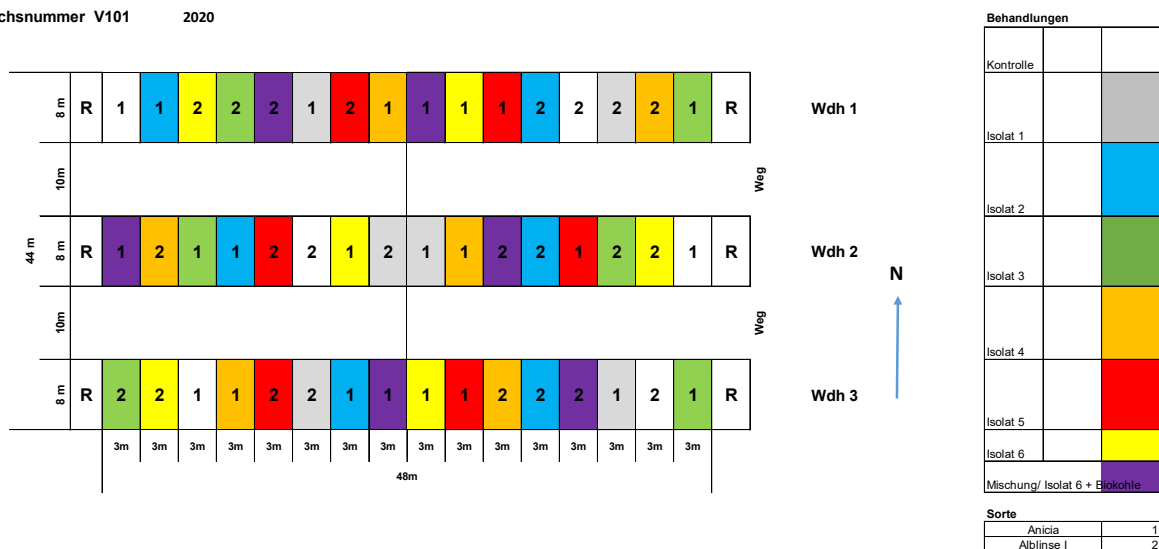 chsnummer V101 2020
8 m R 1 1 2 2 2 1 2 1 1 1 1 2 2 2 2 1 R Wdh 1
10m Weg
44 m
8 m R 1 2 1 1 2 2 1 2 1 1 2 2 1 2 2 1 R Wdh 2
N
10m Weg
8 m R 2 2 1 1 2 2 1 1 1 1 2 2 2 1 2 1 R Wdh 3
3m 3m 3m 3m 3m 3m 3m 3m 3m 3m 3m 3m 3m 3m 3m 3m
48m
Behandlungen
Kontrolle
Isolat 1
Isolat 2
Isolat 3
Isolat 4
Isolat 5
Isolat 6
Mischung/ Isolat 6 + Biokohle
Sorte
Anicia 1
Alblinse I 2